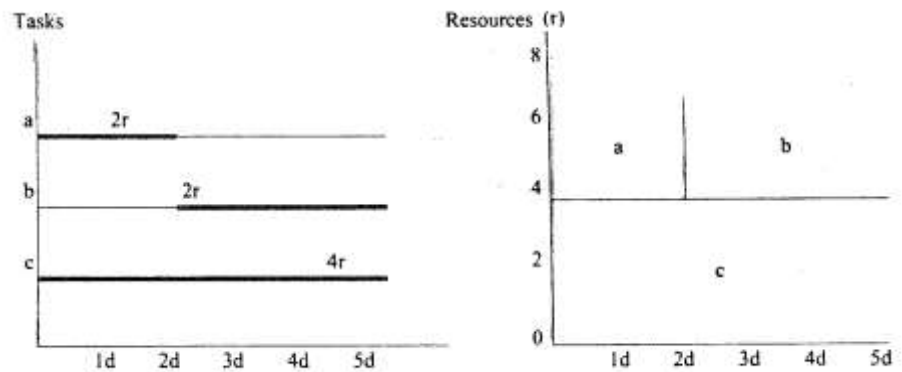 Tasks
a 2r
b 2r
c 4r
1d 2d 3d 4d 5d
Resources (r)
8
6
a b
4
2
c
0
1d 2d 3d 4d 5d